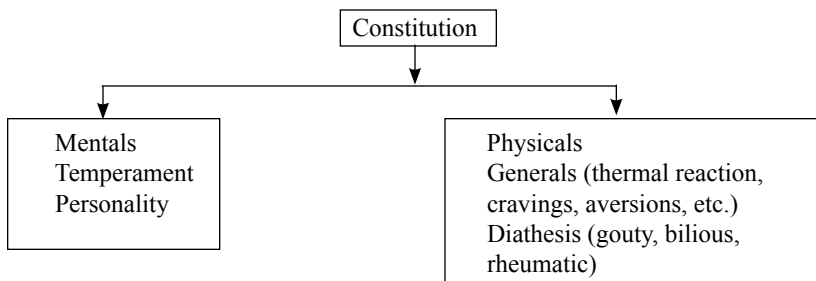 Constitution
Mentals
Temperament
Personality
Physicals
Generals (thermal reaction,
cravings, aversions, etc.)
Diathesis (gouty, bilious,
rheumatic)